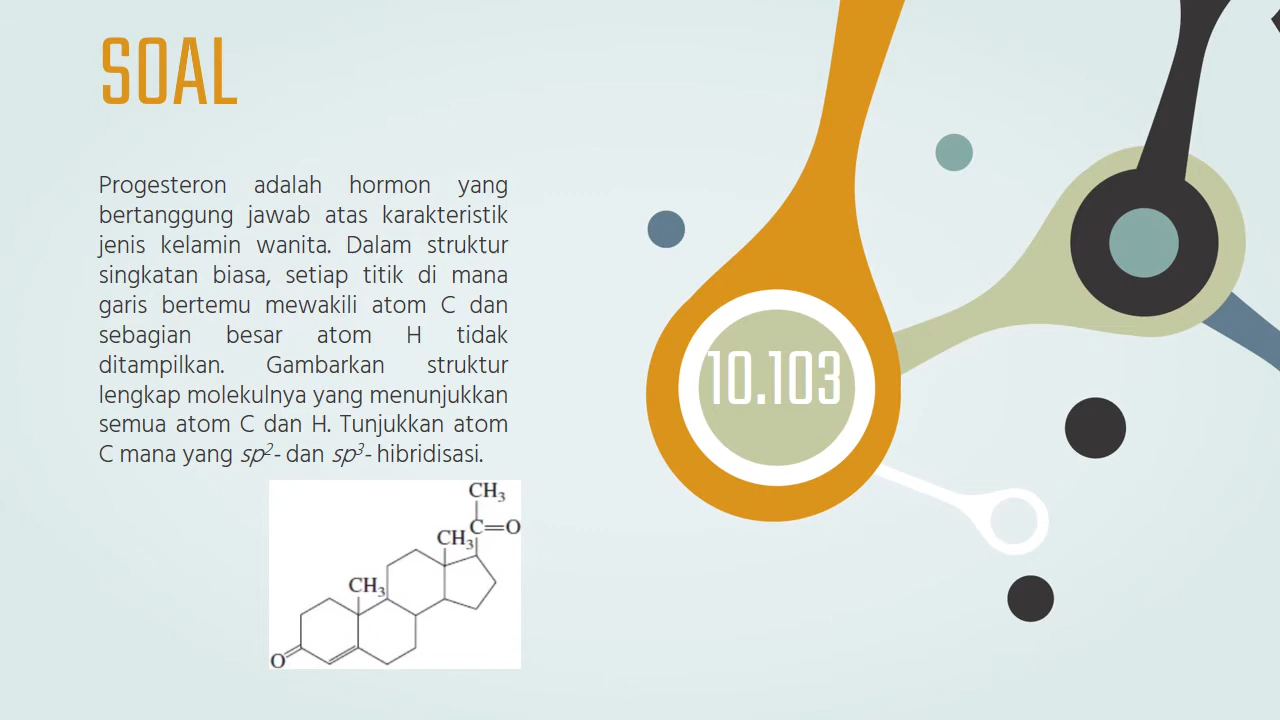 SOAL
Progesteron adalah hormon yang
bertanggung jawab atas karakteristik
jenis kelamin wanita. Dalam struktur
singkatan biasa, setiap titik di mana
garis bertemu mewakili atom C dan
sebagian besar atom H tidak
ditampilkan. Gambarkan struktur
lengkap molekulnya yang menunjukkan
semua atom C dan H. Tunjukkan atom
C mana yang sp²- dan sp³- hibridisasi.
10.103
CH₃
C=O
CH₃
CH₃
O